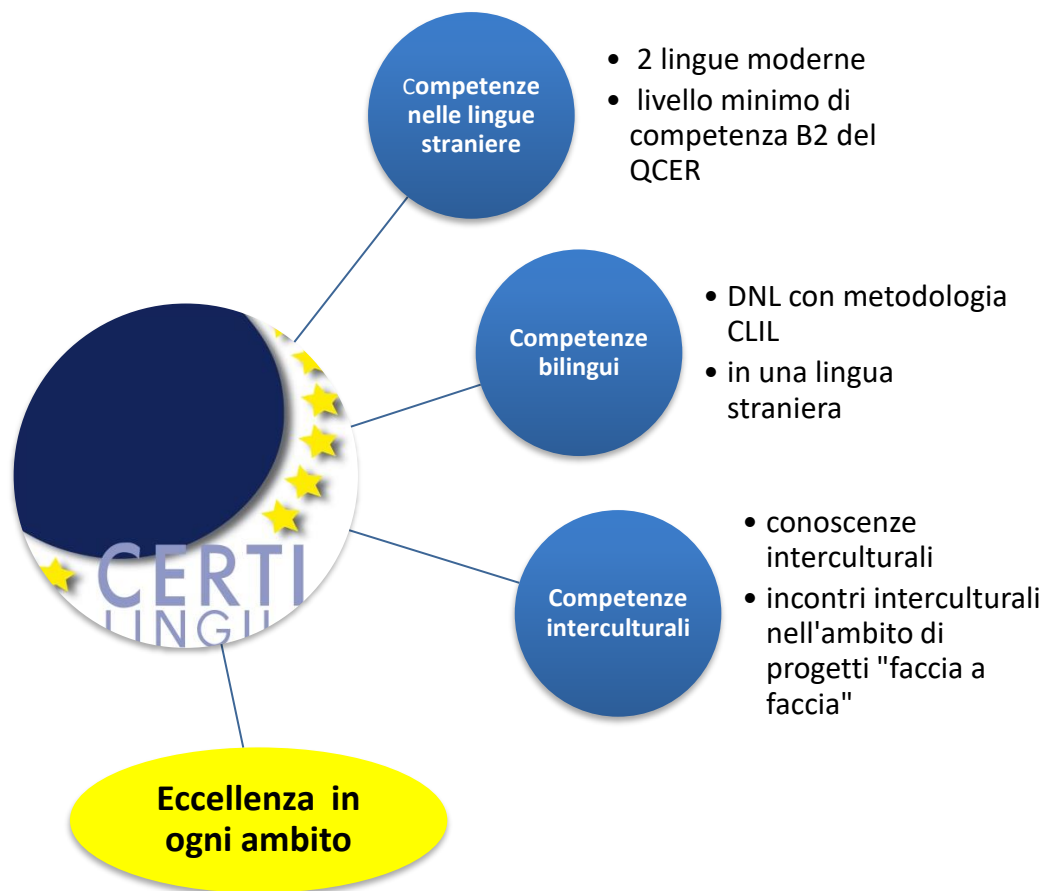 Competenze
nelle lingue
straniere
• 2 lingue moderne
• livello minimo di
competenza B2 del
QCER
Competenze
bilingui
• DNL con metodologia
CLIL
• in una lingua
straniera
CERTI
LINGU
Competenze
interculturali
• conoscenze
interculturali
• incontri interculturali
nell'ambito di
progetti "faccia a
faccia"
Eccellenza in
ogni ambito